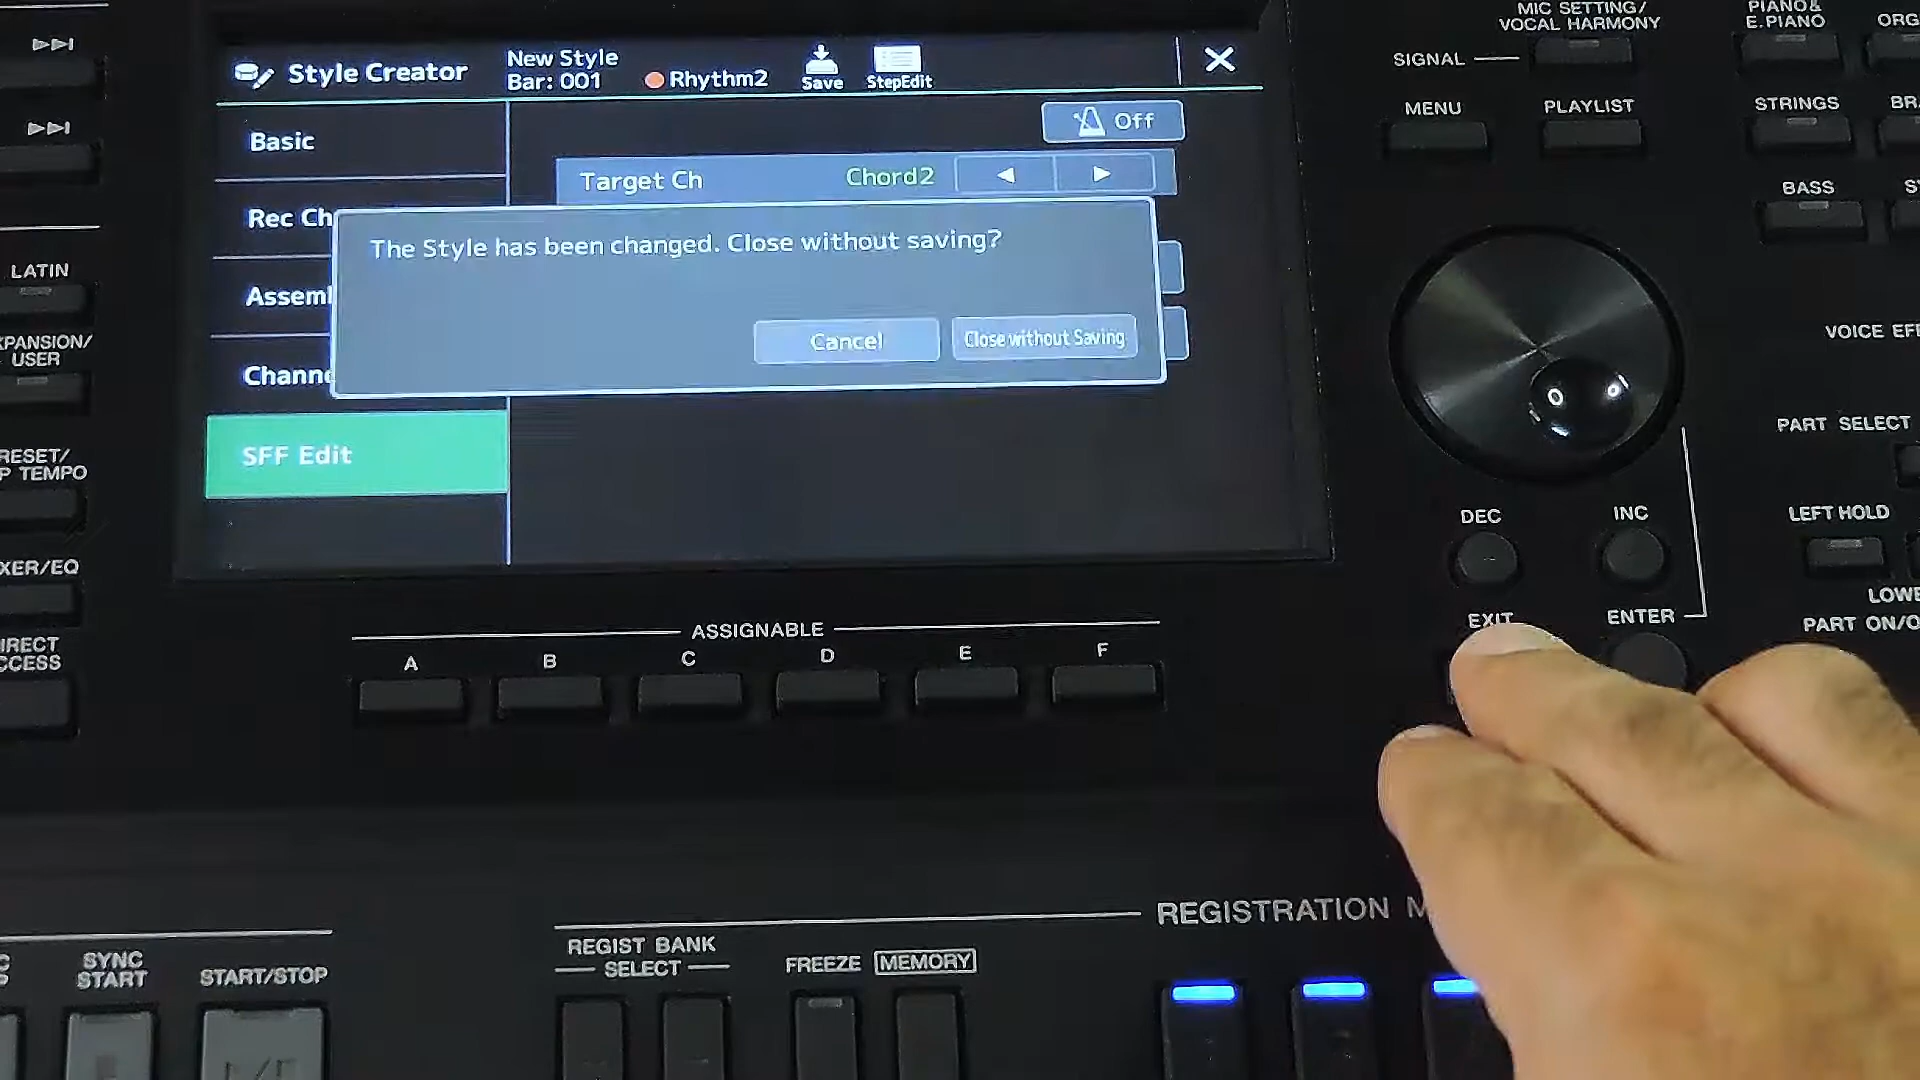 MIC SETTING/
VOCAL HARMONY
PIANO&
E.PIANO
SIGNAL
MENU
PLAYLIST
STRINGS
BASS
Style Creator
New Style
Bar: 001
Rhythm2
Save
StepEdit
Basic
Off
Target Ch
Chord2
Rec Ch
The Style has been changed. Close without saving?
Assem
Cancel
Close without Saving
Chann
SFF Edit
LATIN
PANSION/
USER
RESET/
P TEMPO
XER/EQ
IRECT
CCESS
VOICE EFF
PART SELECT
DEC
INC
LEFT HOLD
EXIT
ENTER
LOWE
PART ON/O
ASSIGNABLE
A
B
C
D
E
F
REGISTRATION M
REGIST BANK
SELECT
FREEZE
MEMORY
SYNC
START
START/STOP